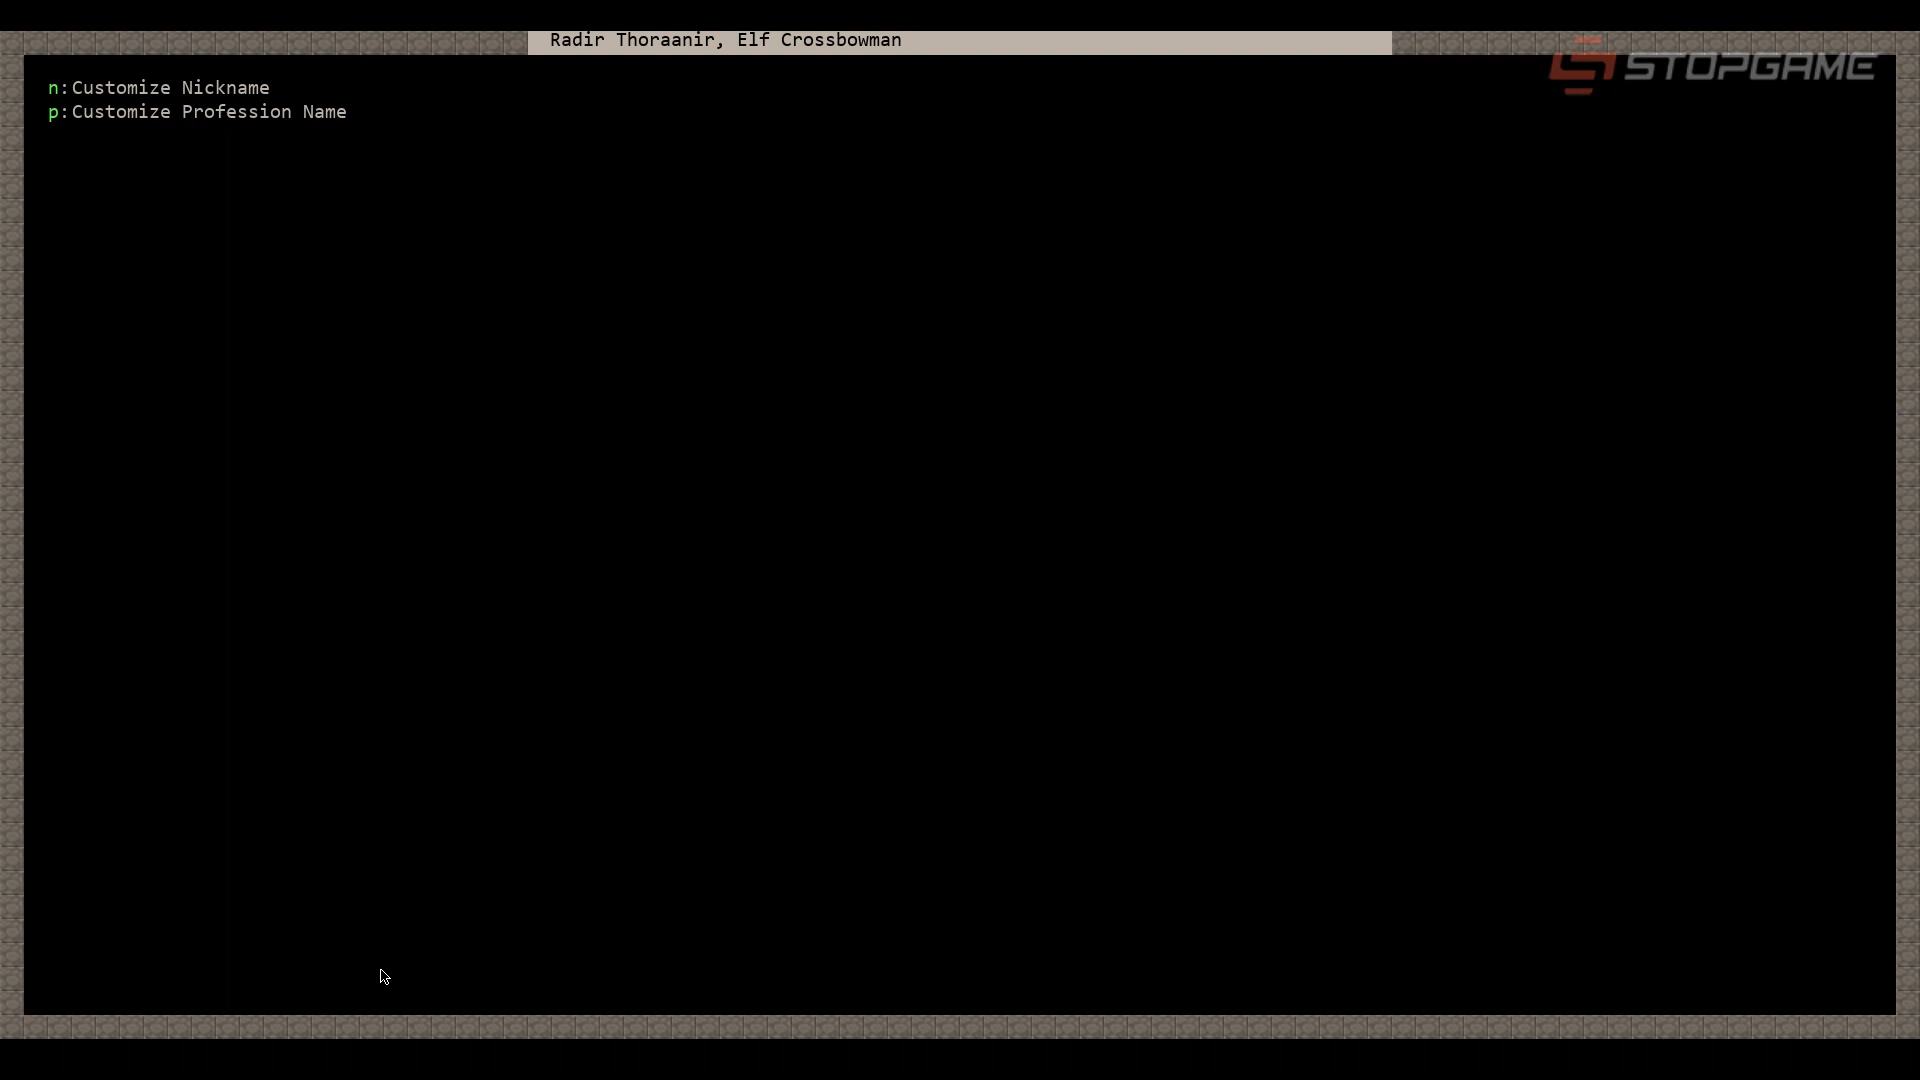 Radir Thoraanir, Elf Crossbowman
STOPGAME
n:Customize Nickname
p:Customize Profession Name